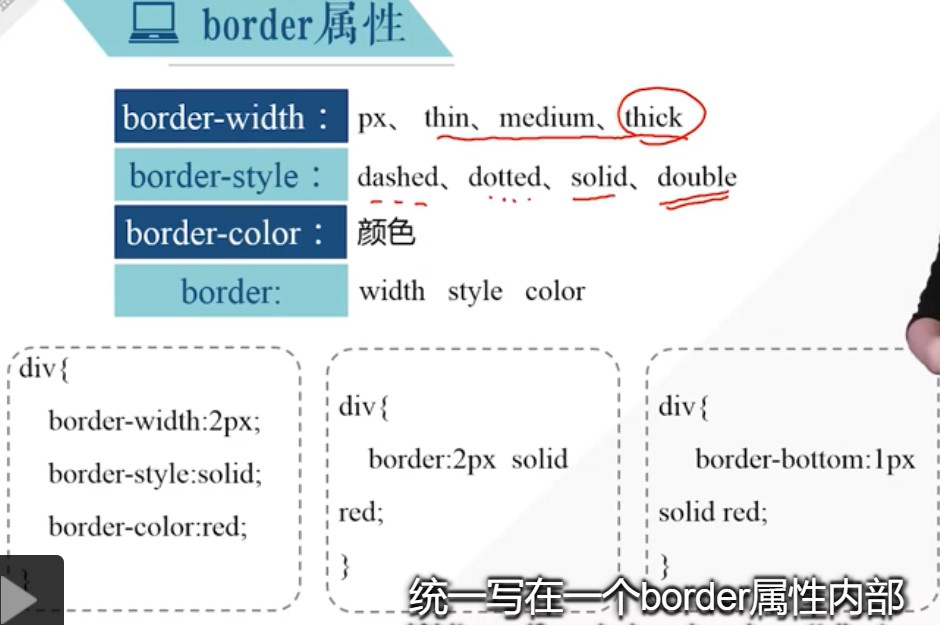 border属性
border-width： px、 thin、medium、thick
border-style： dashed、dotted、solid、double
border-color： 颜色
border: width style color
div{
border-width:2px;
border-style:solid;
border-color:red;
}
div{
border:2px solid
red;
}
div{
border-bottom:1px
solid red;
}
统一写在一个border属性内部